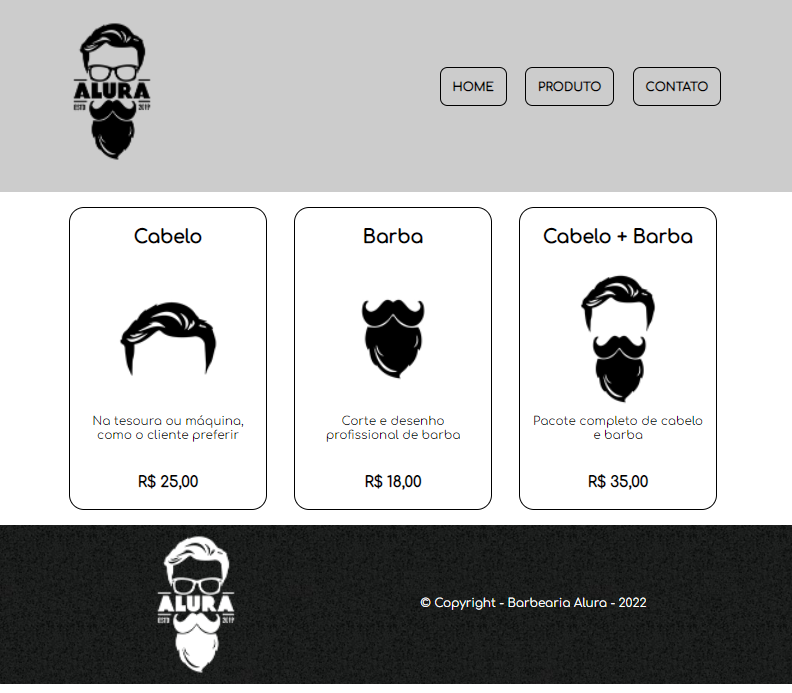 ALURA
ESTD 2019
HOME PRODUTO CONTATO
Cabelo
Na tesoura ou máquina,
como o cliente preferir
R$ 25,00
Barba
Corte e desenho
profissional de barba
R$ 18,00
Cabelo + Barba
Pacote completo de cabelo
e barba
R$ 35,00
ALURA
ESTD 2019
© Copyright - Barbearia Alura - 2022